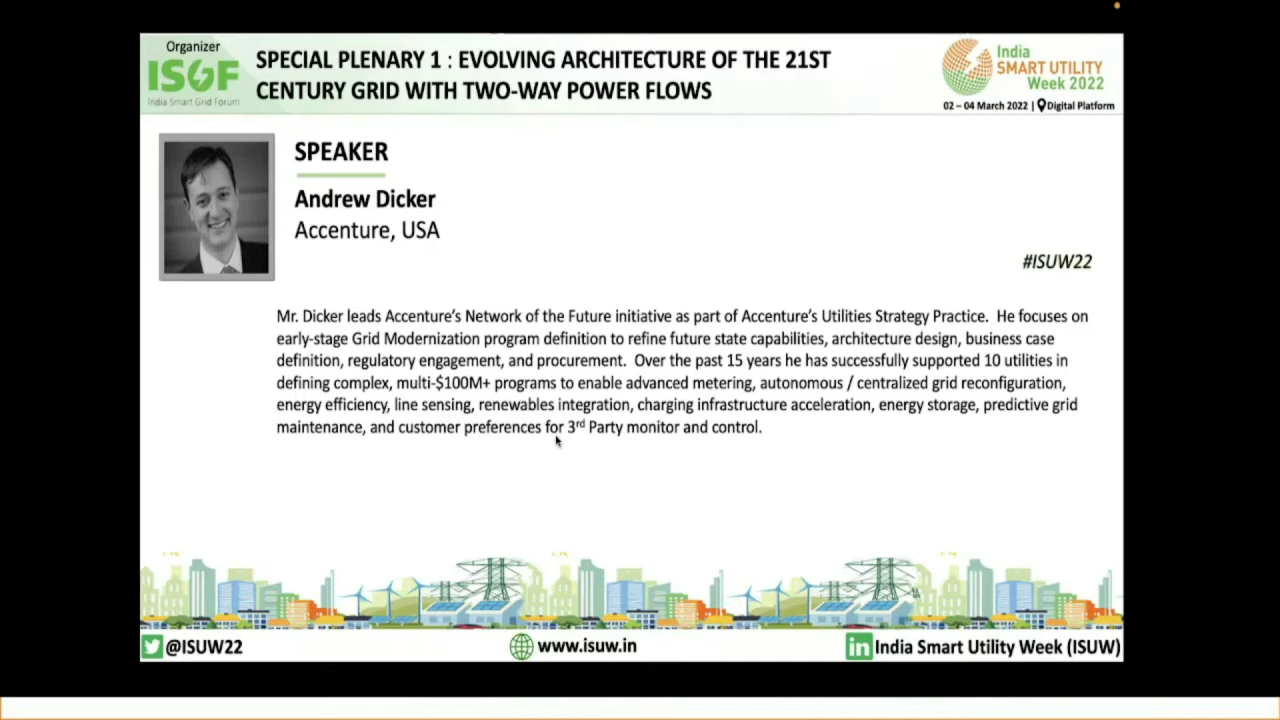 Organizer
ISGF
India Smart Grid Forum
SPECIAL PLENARY 1 : EVOLVING ARCHITECTURE OF THE 21ST
CENTURY GRID WITH TWO-WAY POWER FLOWS
India
SMART UTILITY
Week 2022
02 – 04 March 2022 | Digital Platform
SPEAKER
Andrew Dicker
Accenture, USA
#ISUW22
Mr. Dicker leads Accenture’s Network of the Future initiative as part of Accenture’s Utilities Strategy Practice.  He focuses on
early-stage Grid Modernization program definition to refine future state capabilities, architecture design, business case
definition, regulatory engagement, and procurement.  Over the past 15 years he has successfully supported 10 utilities in
defining complex, multi-$100M+ programs to enable advanced metering, autonomous / centralized grid reconfiguration,
energy efficiency, line sensing, renewables integration, charging infrastructure acceleration, energy storage, predictive grid
maintenance, and customer preferences for 3rd Party monitor and control.
@ISUW22
www.isuw.in
in India Smart Utility Week (ISUW)